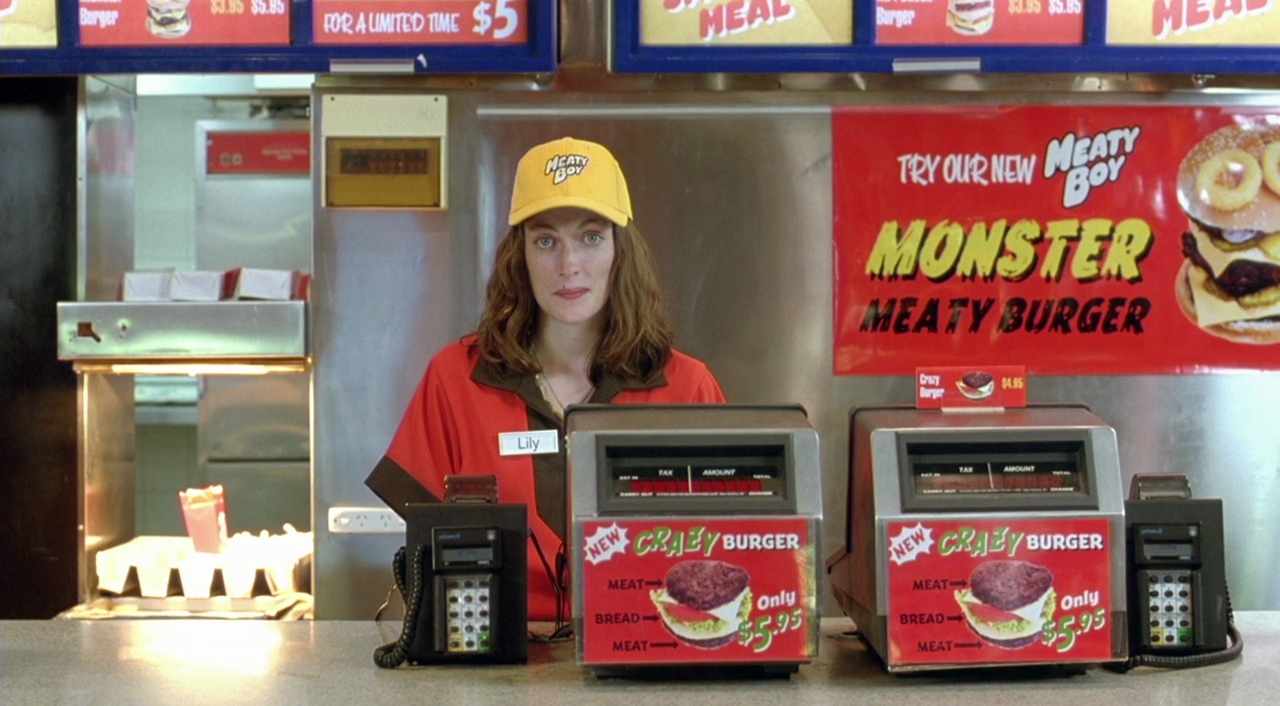 Burger
$3.95 $5.95
FOR A LIMITED TIME $5
MEAL
Burger
$3.95 $5.95
MEAL
MEATY
BOY
TRY OUR NEW MEATY
BOY
MONSTER
MEATY BURGER
Crazy
Burger
$4.95
Lily
TAX AMOUNT TOTAL
TAX AMOUNT TOTAL
NEW CRAZY BURGER
MEAT
BREAD
MEAT
Only
$5.95
NEW CRAZY BURGER
MEAT
BREAD
MEAT
Only
$5.95